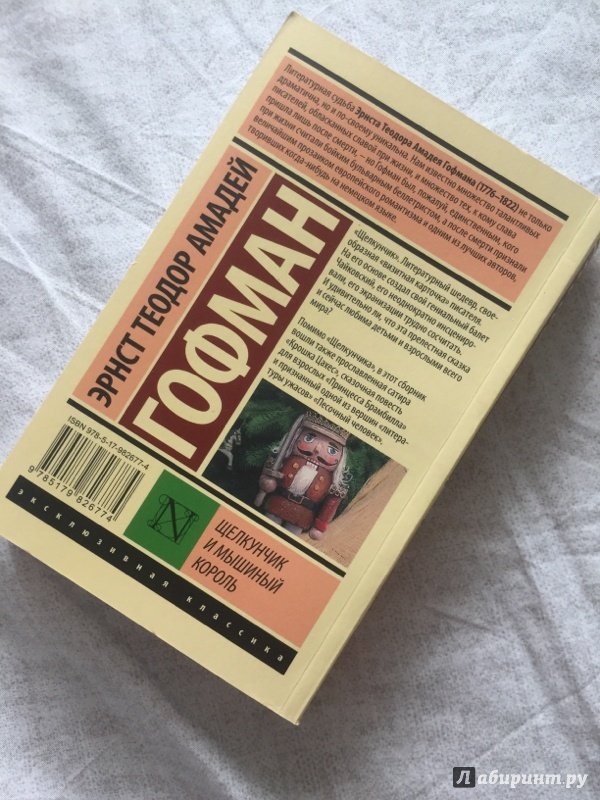 Литературная судьба Эрнста Теодора Амадея Гофмана (1776–1822) не только
драматична, но и по-своему уникальна. Нам известно множество талантливых
писателей, обласканных славой при жизни, и множество тех, к кому слава
пришла лишь после смерти, — но Гофман был, пожалуй, единственным, кого
при жизни считали бойким бульварным беллетристом, а после смерти признали
величайшим прозаиком европейского романтизма и одним из лучших авторов,
творивших когда-нибудь на немецком языке.
ЭРНСТ ТЕОДОР АМАДЕЙ
ГОФМАН
«Щелкунчик». Литературный шедевр, свое-
образная «визитная карточка» писателя.
На его основе создал свой гениальный балет
Чайковский, его неоднократно инсцениро-
вали, его экранизации трудно сосчитать.
И удивительно ли, что эта прелестная сказка
и сейчас любима детьми и взрослыми всего
мира?
Помимо «Щелкунчика», в этот сборник
вошли также прославленная сатира
«Крошка Цахес», сказочная повесть
для взрослых «Принцесса Брамбилла»
и признанный одной из вершин «литера-
туры ужасов» «Песочный человек».
ISBN 978-5-17-982677-4
9 785179 826774
N
ЩЕЛКУНЧИК
И МЫШИНЫЙ
КОРОЛЬ
эксклюзивная классика
Лабиринт.ру